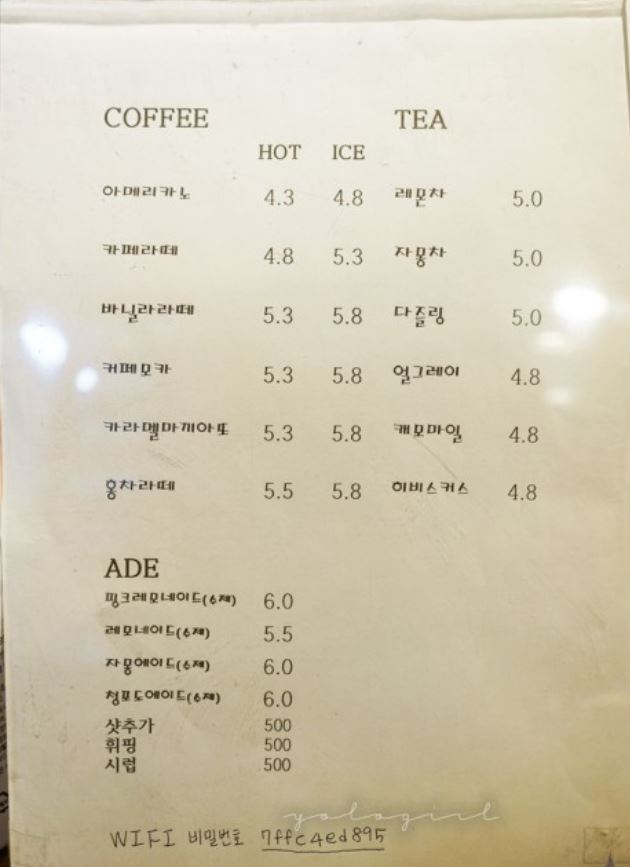 COFFEE TEA
HOT ICE
아메리카노 4.3 4.8 레몬차 5.0
카페라떼 4.8 5.3 자몽차 5.0
바닐라라떼 5.3 5.8 다즐링 5.0
커페모카 5.3 5.8 얼그레이 4.8
카라멜마끼아또 5.3 5.8 캐모마일 4.8
홍차라떼 5.5 5.8 히비스커스 4.8
ADE
핑크레모네이드(수제) 6.0
레모네이드(수제) 5.5
자몽에이드(수제) 6.0
청포도에이드(수제) 6.0
샷추가 500
휘핑 500
시럽 500
yologirl
WIFI 비밀번호 7ffc4ed895